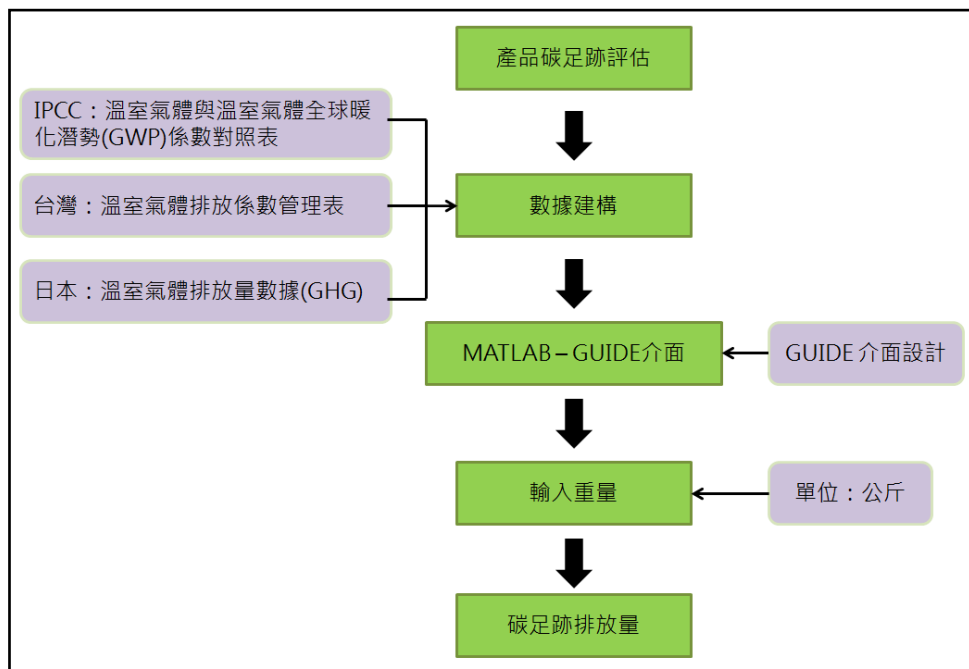 產品碳足跡評估
IPCC：溫室氣體與溫室氣體全球暖
化潛勢(GWP)係數對照表
台灣：溫室氣體排放係數管理表
數據建構
日本：溫室氣體排放量數據(GHG)
MATLAB – GUIDE介面
GUIDE 介面設計
輸入重量
單位：公斤
碳足跡排放量